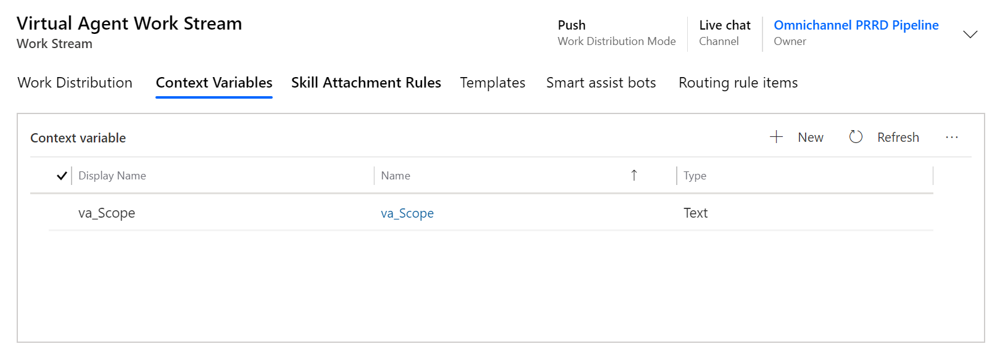 Virtual Agent Work Stream
Work Stream
Push
Work Distribution Mode
Live chat
Channel
Omnichannel PRRD Pipeline
Owner
Work Distribution Context Variables Skill Attachment Rules Templates Smart assist bots Routing rule items
Context variable
New Refresh ...
Display Name Name Type
va_Scope va_Scope Text